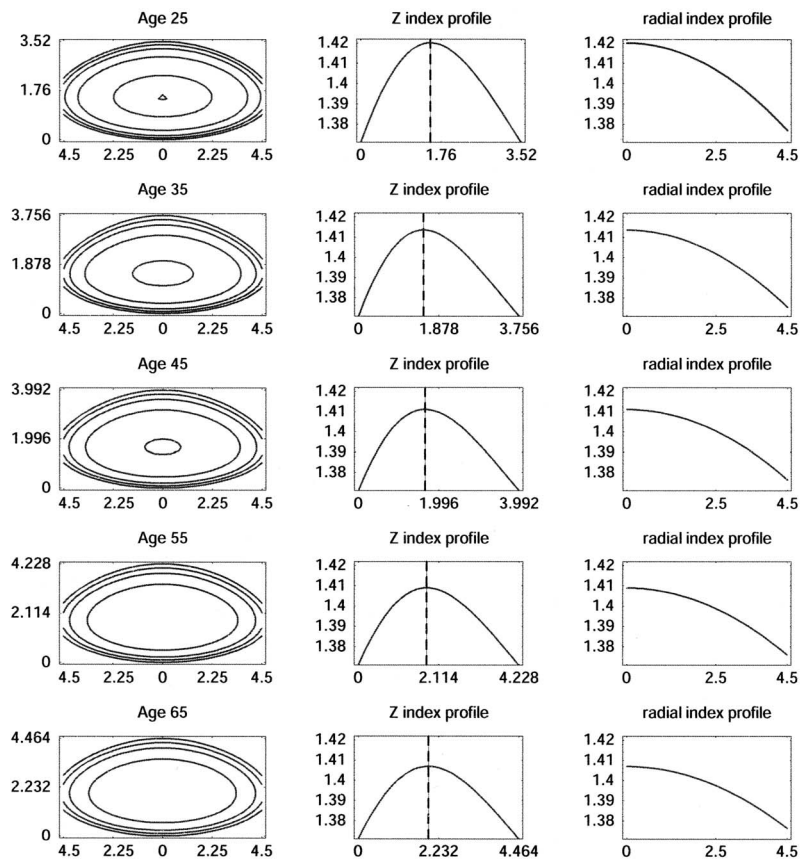 Age 25 Z index profile radial index profile
3.52 1.42 1.42
1.41 1.41
1.76 1.4 1.4
1.39 1.39
1.38 1.38
0
4.5 2.25 0 2.25 4.5 0 1.76 3.52 0 2.5 4.5
Age 35 Z index profile radial index profile
3.756 1.42 1.42
1.41 1.41
1.878 1.4 1.4
1.39 1.39
1.38 1.38
0
4.5 2.25 0 2.25 4.5 0 1.878 3.756 0 2.5 4.5
Age 45 Z index profile radial index profile
3.992 1.42 1.42
1.41 1.41
1.996 1.4 1.4
1.39 1.39
1.38 1.38
0
4.5 2.25 0 2.25 4.5 0 1.996 3.992 0 2.5 4.5
Age 55 Z index profile radial index profile
4.228 1.42 1.42
1.41 1.41
2.114 1.4 1.4
1.39 1.39
1.38 1.38
0
4.5 2.25 0 2.25 4.5 0 2.114 4.228 0 2.5 4.5
Age 65 Z index profile radial index profile
4.464 1.42 1.42
1.41 1.41
2.232 1.4 1.4
1.39 1.39
1.38 1.38
0
4.5 2.25 0 2.25 4.5 0 2.232 4.464 0 2.5 4.5